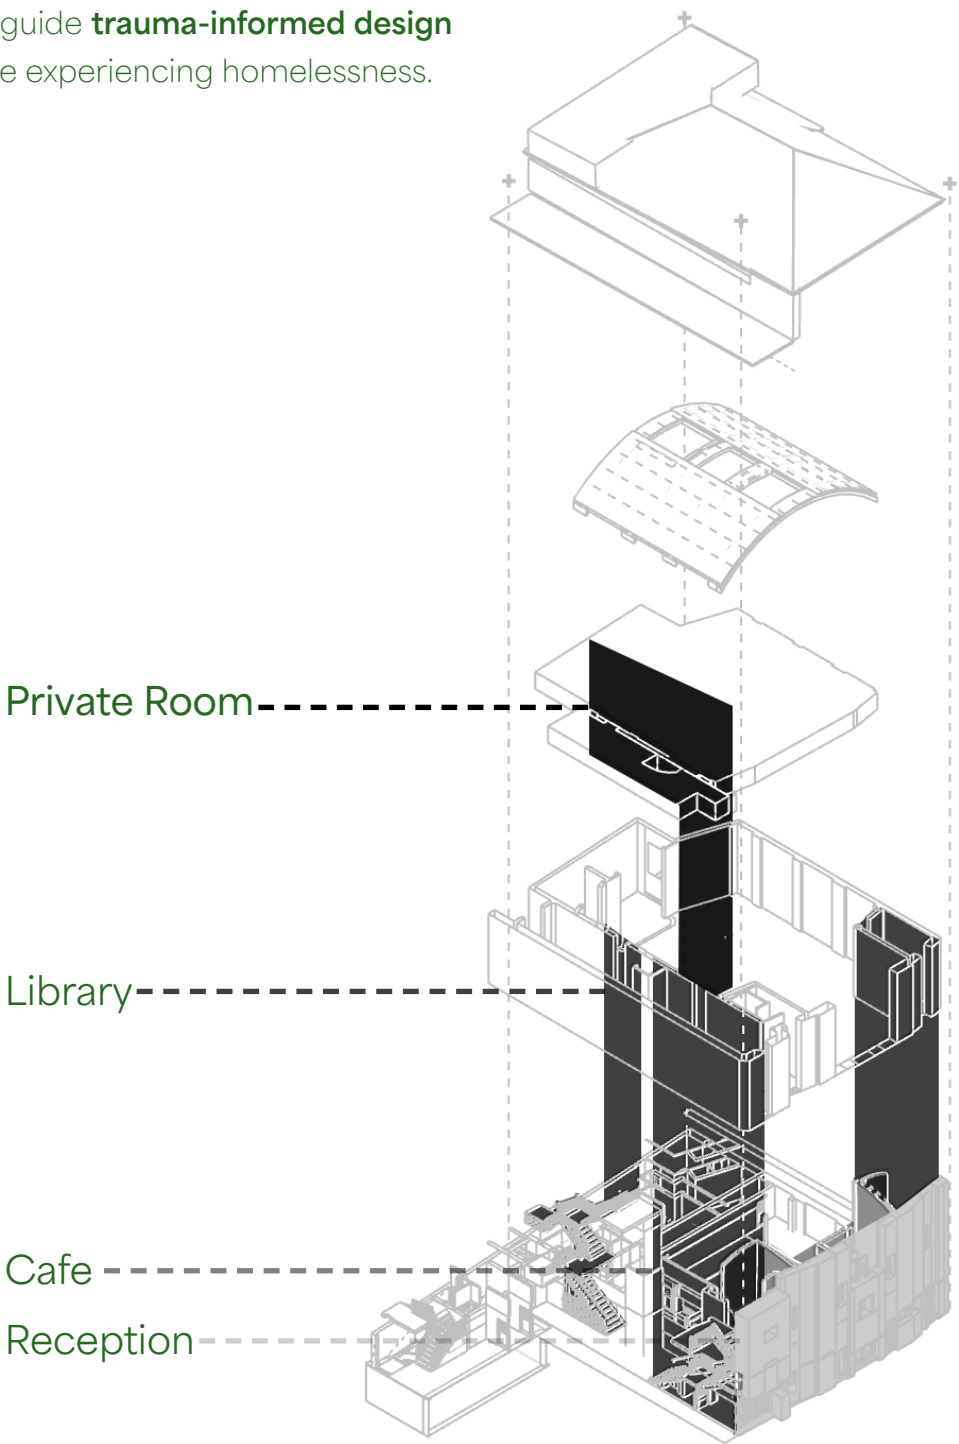 guide trauma-informed design
e experiencing homelessness.
Private Room
Library
Cafe
Reception